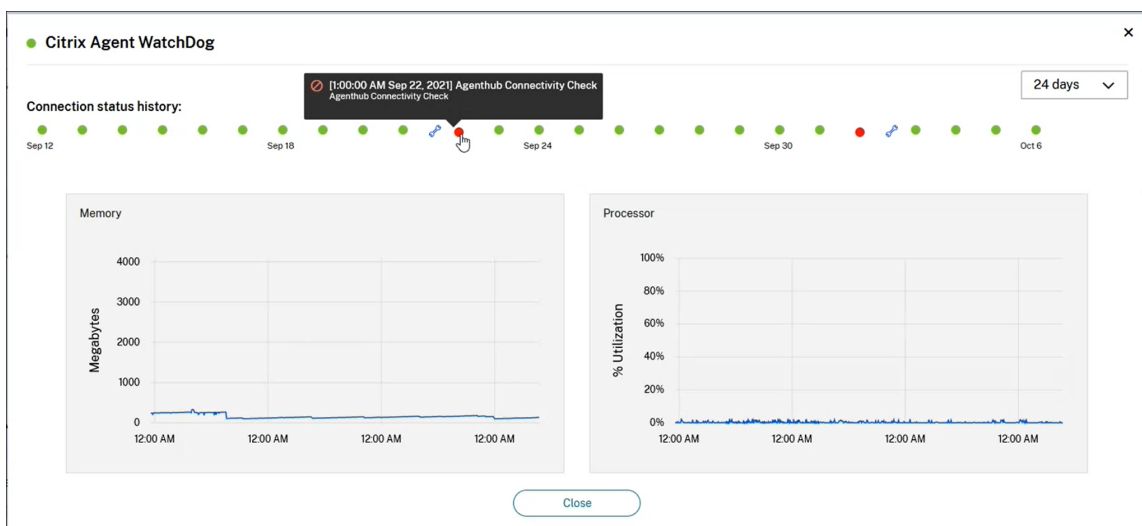 Citrix Agent WatchDog
[1:00:00 AM Sep 22, 2021] Agenthub Connectivity Check
Agenthub Connectivity Check
24 days
Connection status history:
Sep 12
Sep 18
Sep 24
Sep 30
Oct 6
Memory
Megabytes
4000
3000
2000
1000
0
12:00 AM
12:00 AM
12:00 AM
12:00 AM
Processor
% Utilization
100%
80%
60%
40%
20%
0%
12:00 AM
12:00 AM
12:00 AM
12:00 AM
Close